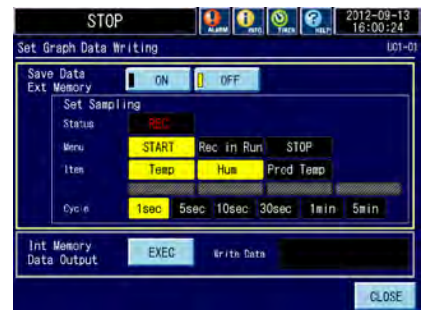 STOP
ALARM INFO. TIMER HELP
2012-09-13
16:00:24
Set Graph Data Writing U01-01
Save Data
Ext Memory
ON OFF
Set Sampling
Status REC
Menu START Rec in Run STOP
Item Temp Hum Prod Temp
Cycle 1sec 5sec 10sec 30sec 1min 5min
Int Memory
Data Output
EXEC Write Data
CLOSE